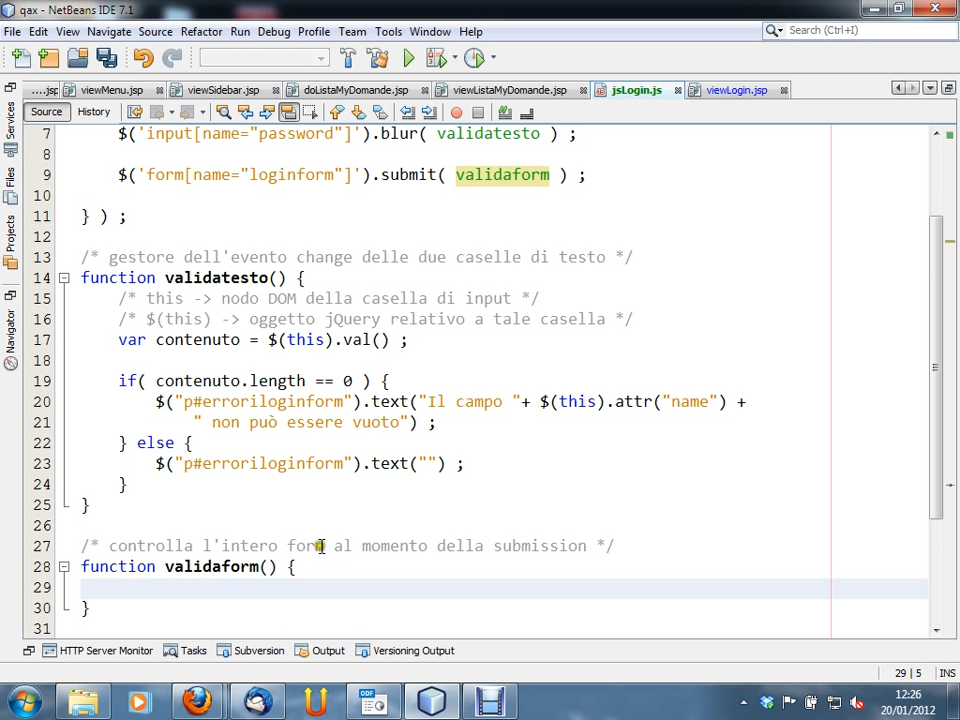 qax - NetBeans IDE 7.1
File Edit View Navigate Source Refactor Run Debug Profile Team Tools Window Help
Search (Ctrl+I)
....jsp viewMenu.jsp viewSidebar.jsp doListaMyDomande.jsp viewListaMyDomande.jsp jsLogin.js viewLogin.jsp
Source History
Services
Files
Projects
Navigator
7 $('input[name="password"]').blur( validatesto ) ;
8
9 $('form[name="loginform"]').submit( validaform ) ;
10
11 } ) ;
12
13 /* gestore dell'evento change delle due caselle di testo */
14 function validatesto() {
15 /* this -> nodo DOM della casella di input */
16 /* $(this) -> oggetto jQuery relativo a tale casella */
17 var contenuto = $(this).val() ;
18
19 if( contenuto.length == 0 ) {
20 $("p#erroriloginform").text("Il campo "+ $(this).attr("name") +
21 " non può essere vuoto") ;
22 } else {
23 $("p#erroriloginform").text("") ;
24 }
25 }
26
27 /* controlla l'intero form al momento della submission */
28 function validaform() {
29
30 }
31
HTTP Server Monitor Tasks Subversion Output Versioning Output
29 | 5 INS
ODF
12:26
20/01/2012